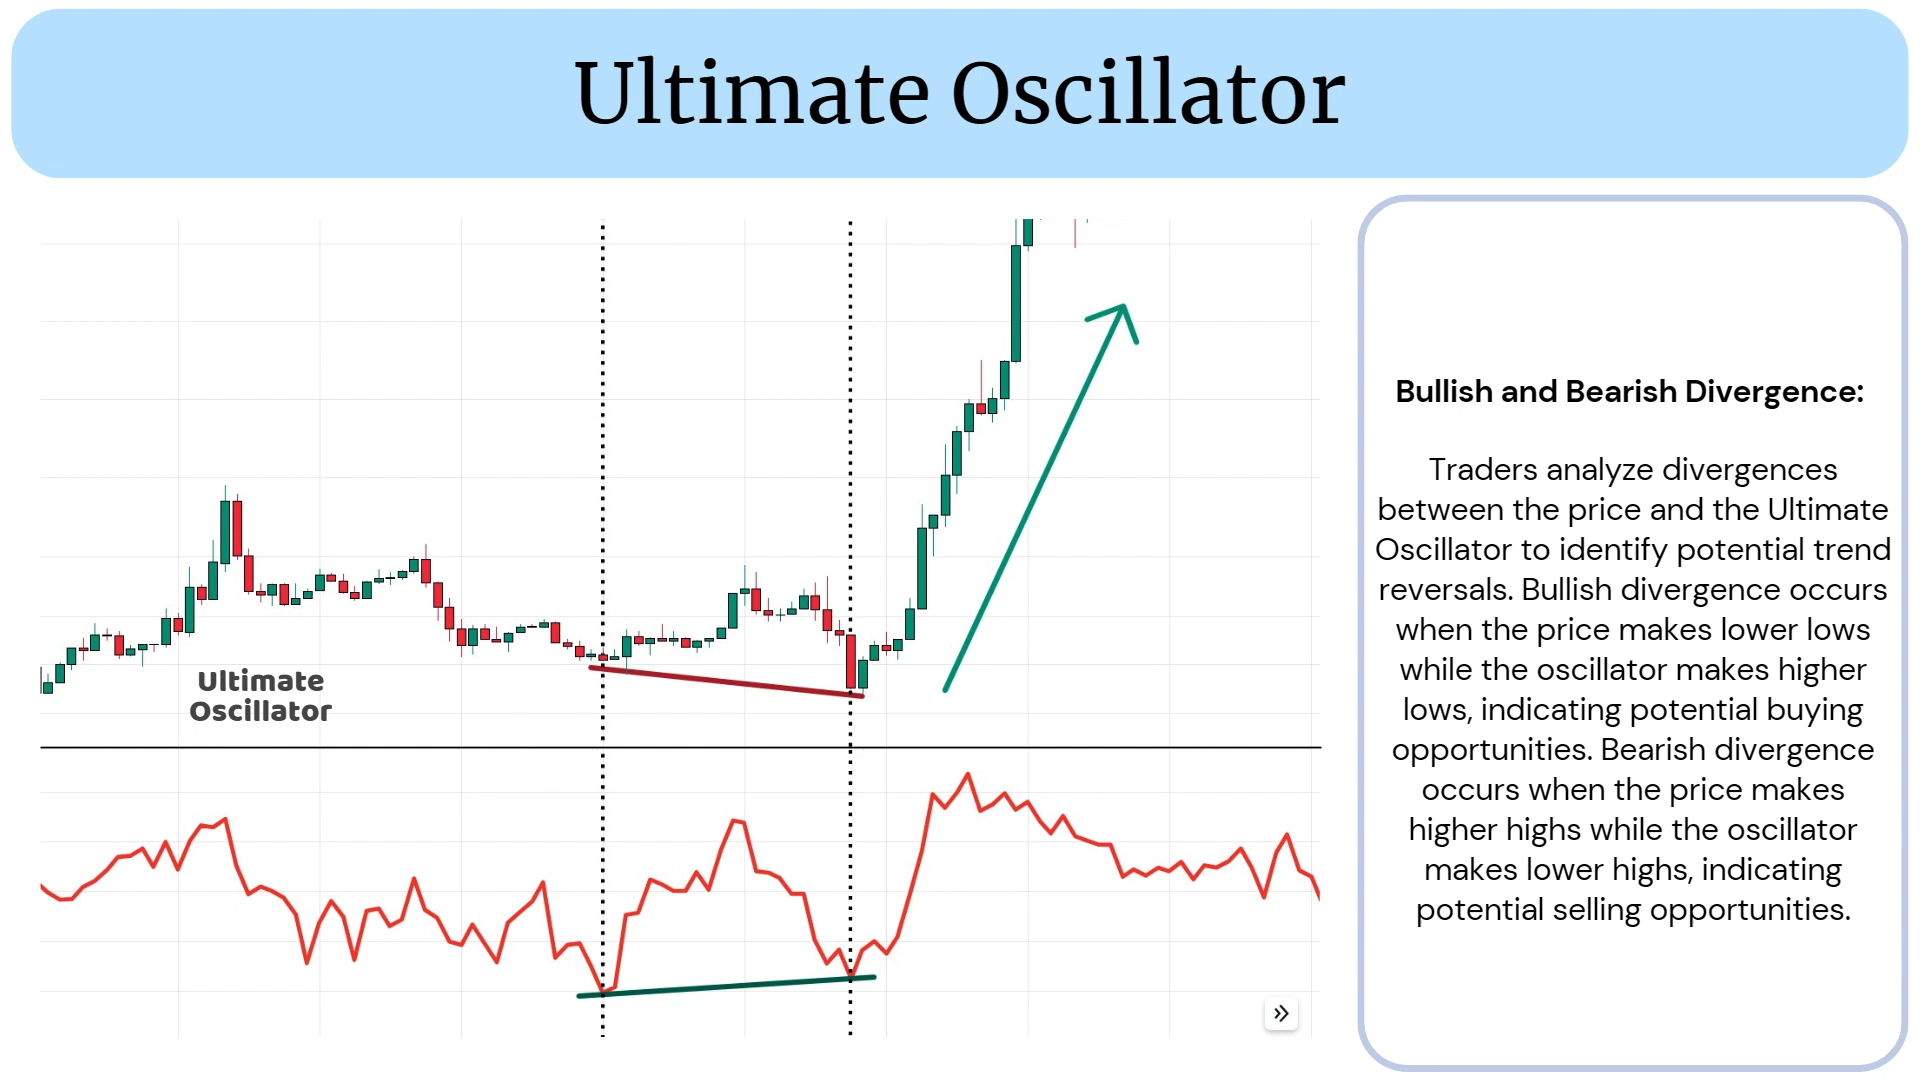 Ultimate Oscillator
Ultimate
Oscillator
Bullish and Bearish Divergence:
Traders analyze divergences
between the price and the Ultimate
Oscillator to identify potential trend
reversals. Bullish divergence occurs
when the price makes lower lows
while the oscillator makes higher
lows, indicating potential buying
opportunities. Bearish divergence
occurs when the price makes
higher highs while the oscillator
makes lower highs, indicating
potential selling opportunities.